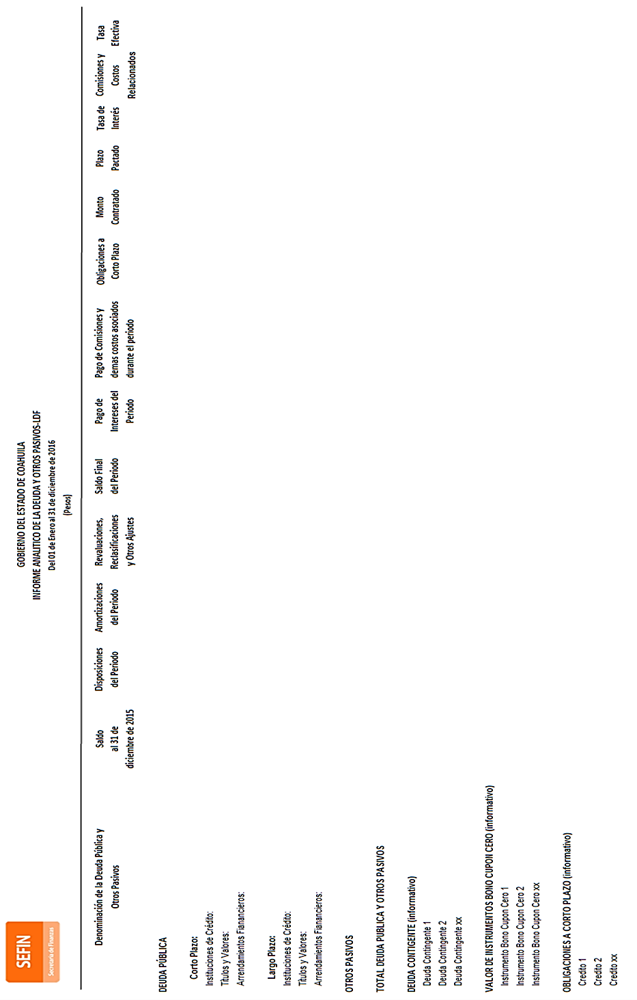 SEFIN
Secretaría de Finanzas
GOBIERNO DEL ESTADO DE COAHUILA
INFORME ANALITICO DE LA DEUDA Y OTROS PASIVOS-LDF
Del 01 de Enero al 31 de diciembre de 2016
(Pesos)
Denominación de la Deuda Pública y
Otros Pasivos
Saldo
al 31 de
diciembre de 2015
Disposiciones
del Periodo
Amortizaciones
del Periodo
Revaluaciones,
Reclasificaciones
y Otros Ajustes
Saldo Final
del Periodo
Pago de
Intereses del
Periodo
Pago de Comisiones y
demas costos asociados
durante el periodo
Obligaciones a
Corto Plazo
Monto
Contratado
Plazo
Pactado
Tasa de
Interés
Comisiones y
Costos
Relacionados
Tasa
Efectiva
DEUDA PÚBLICA
Corto Plazo:
Instituciones de Crédito:
Títulos y Valores:
Arrendamientos Fianancieros:
Largo Plazo:
Instituciones de Crédito:
Títulos y Valores:
Arrendamientos Fianancieros:
OTROS PASIVOS
TOTAL DEUDA PUBLICA Y OTROS PASIVOS
DEUDA CONTIGENTE (informativo)
Deuda Contingente 1
Deuda Contingente 2
Deuda Contingente xx
VALOR DE INSTRUMENTOS BONO CUPON CERO (informativo)
Instrumento Bono Cupon Cero 1
Instrumento Bono Cupon Cero 2
Instrumento Bono Cupon Cero xx
OBLIGACIONES A CORTO PLAZO (informativo)
Credito 1
Credito 2
Credito xx